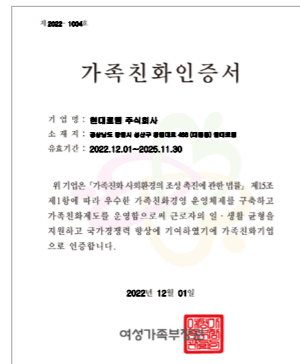 제 2022- 1004호
가족친화인증서
기 업 명 : 현대로템 주식회사
소 재 지 : 경상남도 창원시 성산구 창원대로 488 (대원동) 현대로템
유효기간 : 2022.12.01~2025.11.30
위 기업은 「가족친화 사회환경의 조성 촉진에 관한 법률」 제15조
제1항에 따라 우수한 가족친화경영 운영체제를 구축하고
가족친화제도를 운영함으로써 근로자의 일 · 생활 균형을
지원하고 국가경쟁력 향상에 기여하였기에 가족친화기업
으로 인증합니다.
2022년 12월 01일
여성가족부장관